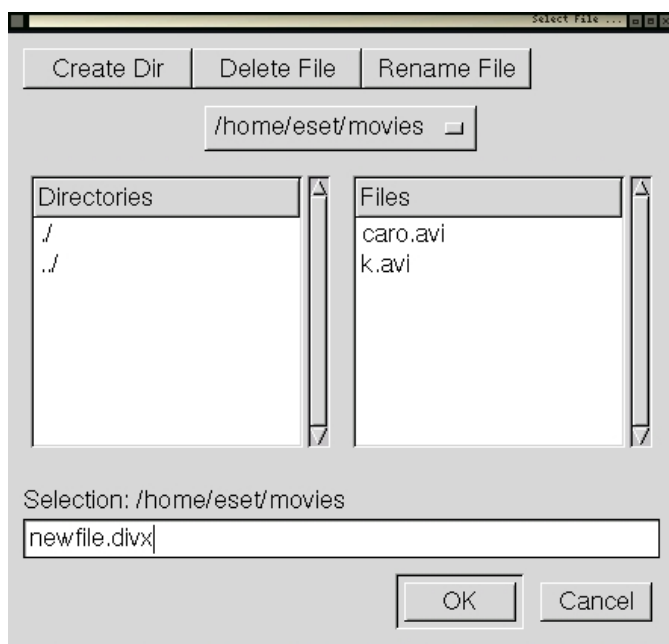 Select File ...
Create Dir Delete File Rename File
/home/eset/movies
Directories Files
./ caro.avi
../ k.avi
Selection: /home/eset/movies
newfile.divx
OK Cancel